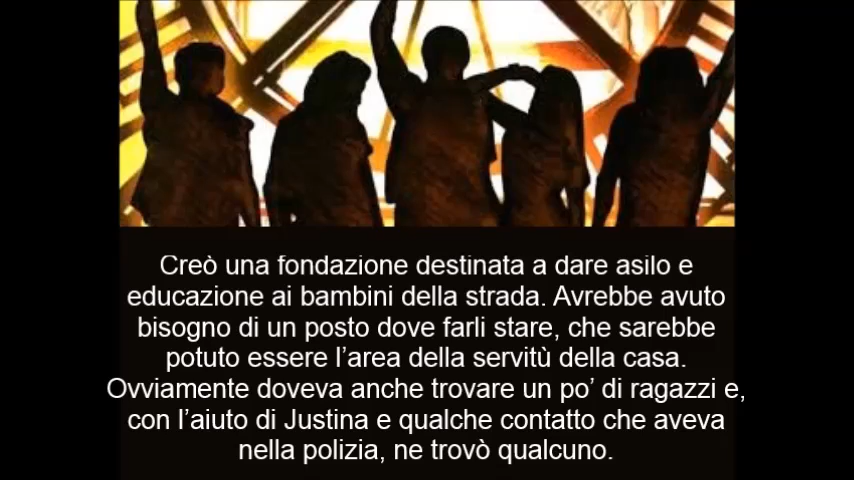 Creò una fondazione destinata a dare asilo e
educazione ai bambini della strada. Avrebbe avuto
bisogno di un posto dove farli stare, che sarebbe
potuto essere l’area della servitù della casa.
Ovviamente doveva anche trovare un po’ di ragazzi e,
con l’aiuto di Justina e qualche contatto che aveva
nella polizia, ne trovò qualcuno.